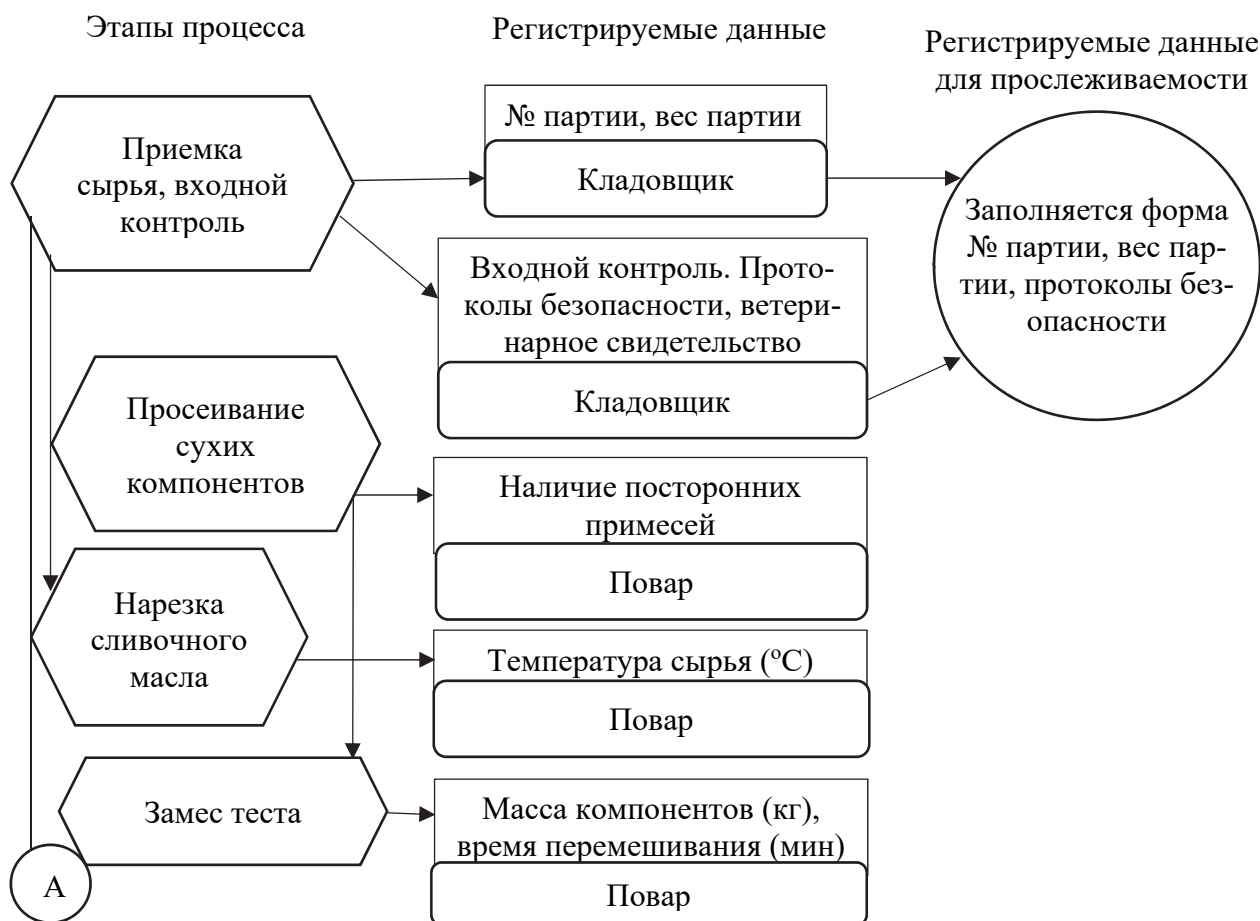 Этапы процесса
Регистрируемые данные
Регистрируемые данные
для прослеживаемости
Приемка
сырья, входной
контроль
№ партии, вес партии
Кладовщик
Входной контроль. Прото-
колы безопасности, ветери-
нарное свидетельство
Кладовщик
Заполняется форма
№ партии, вес пар-
тии, протоколы без-
опасности
Просеивание
сухих
компонентов
Наличие посторонних
примесей
Повар
Нарезка
сливочного
масла
Температура сырья (ºС)
Повар
Замес теста
Масса компонентов (кг),
время перемешивания (мин)
Повар
А